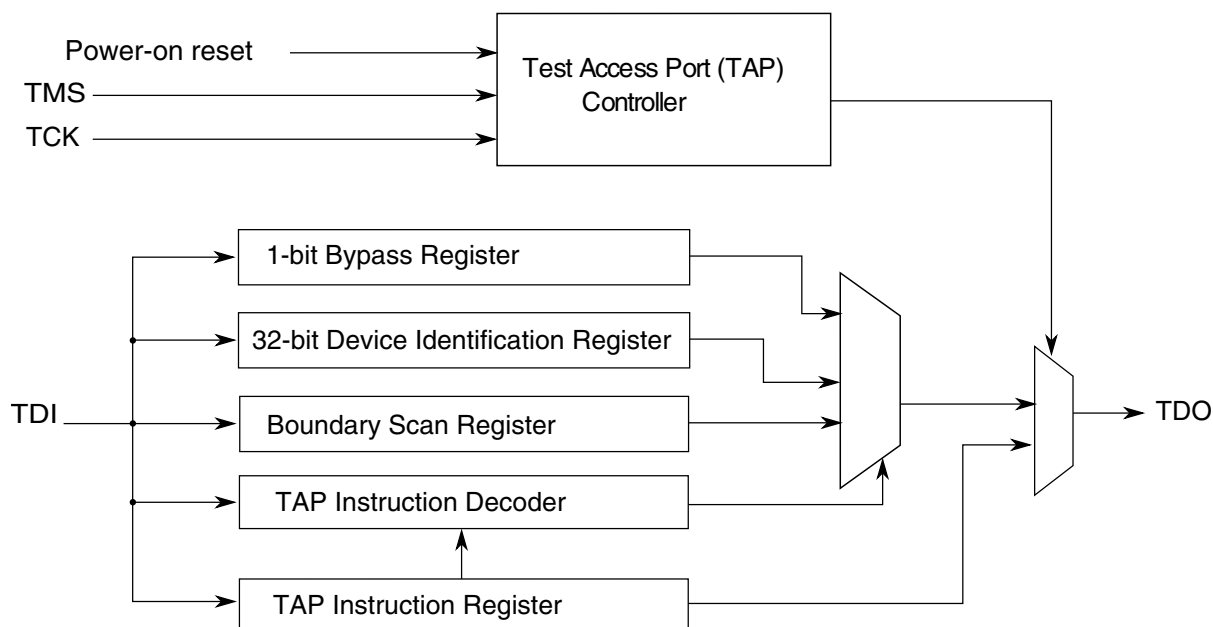 Power-on reset
TMS
TCK
Test Access Port (TAP)
Controller
1-bit Bypass Register
32-bit Device Identification Register
TDI
Boundary Scan Register
TDO
TAP Instruction Decoder
TAP Instruction Register